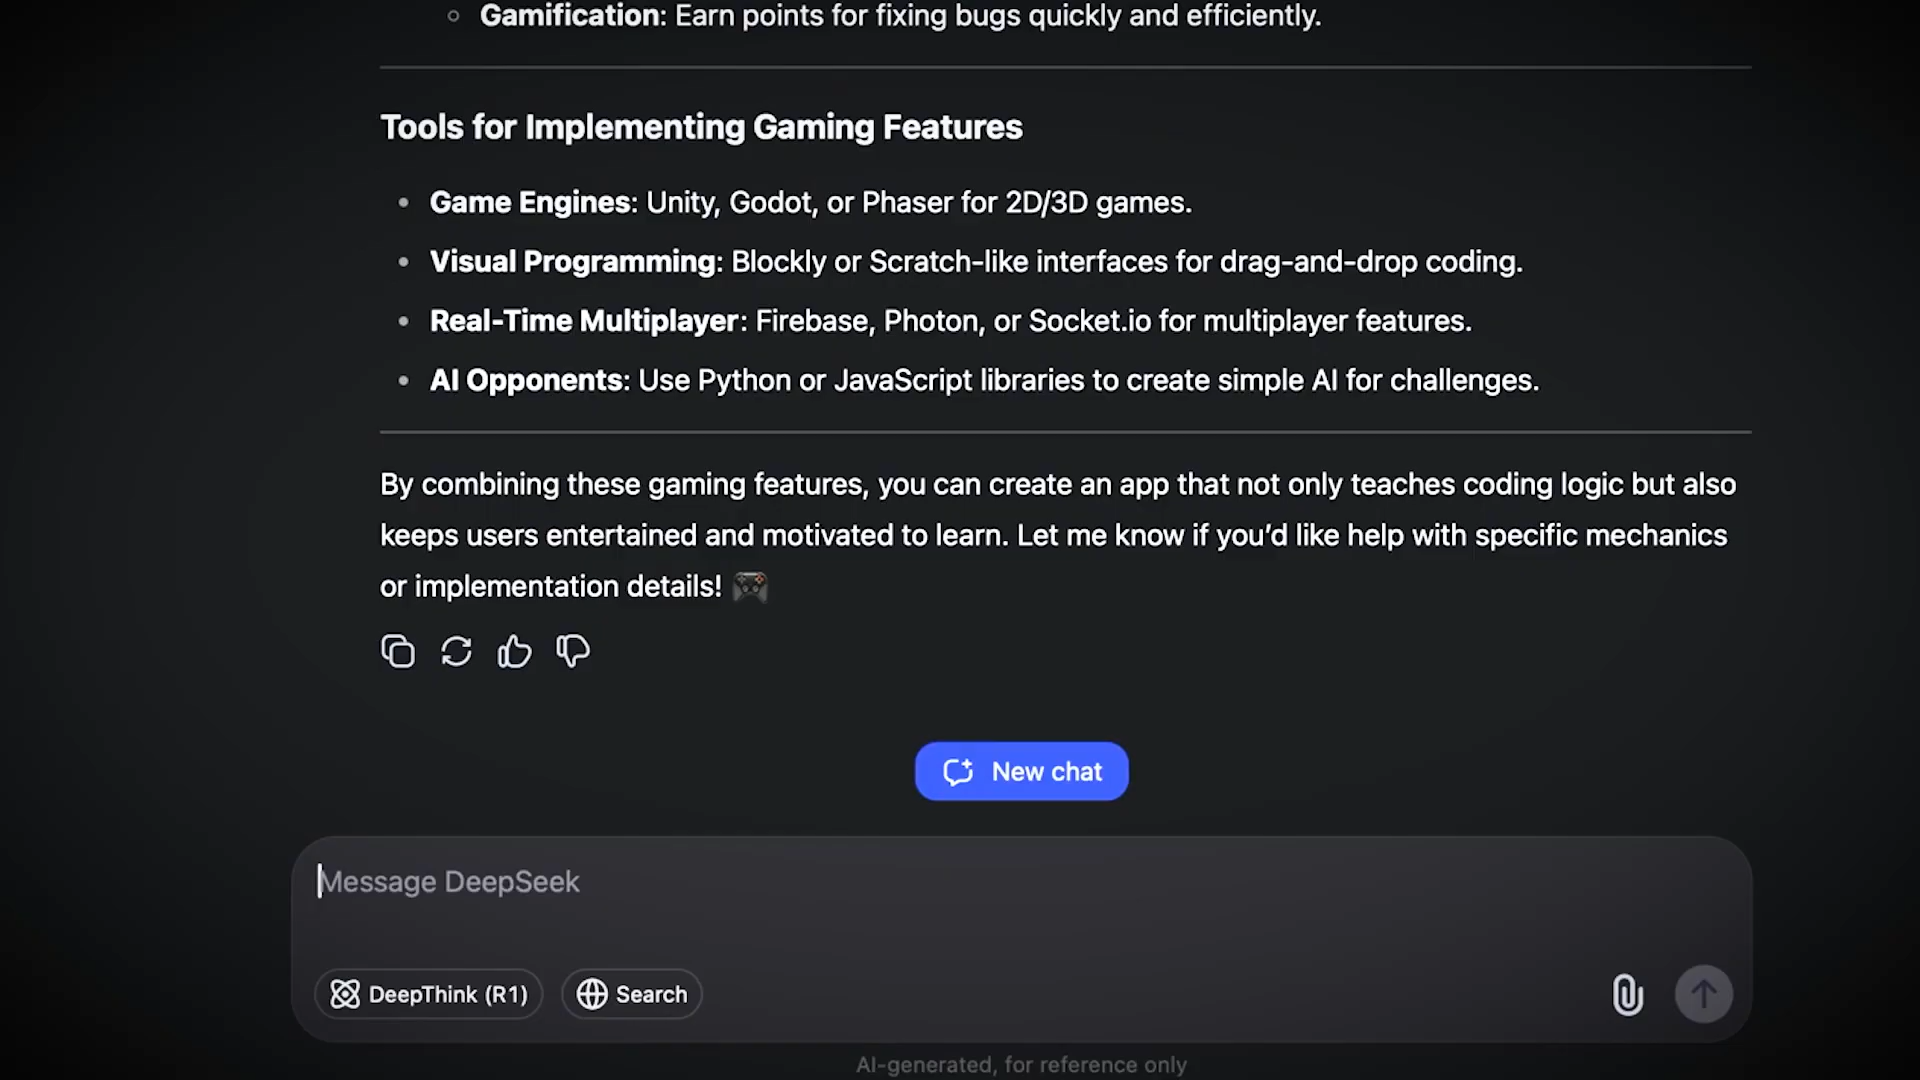 Gamification: Earn points for fixing bugs quickly and efficiently.
Tools for Implementing Gaming Features
Game Engines: Unity, Godot, or Phaser for 2D/3D games.
Visual Programming: Blockly or Scratch-like interfaces for drag-and-drop coding.
Real-Time Multiplayer: Firebase, Photon, or Socket.io for multiplayer features.
AI Opponents: Use Python or JavaScript libraries to create simple AI for challenges.
By combining these gaming features, you can create an app that not only teaches coding logic but also
keeps users entertained and motivated to learn. Let me know if you’d like help with specific mechanics
or implementation details! 🎮
New chat
Message DeepSeek
DeepThink (R1)
Search
AI-generated, for reference only